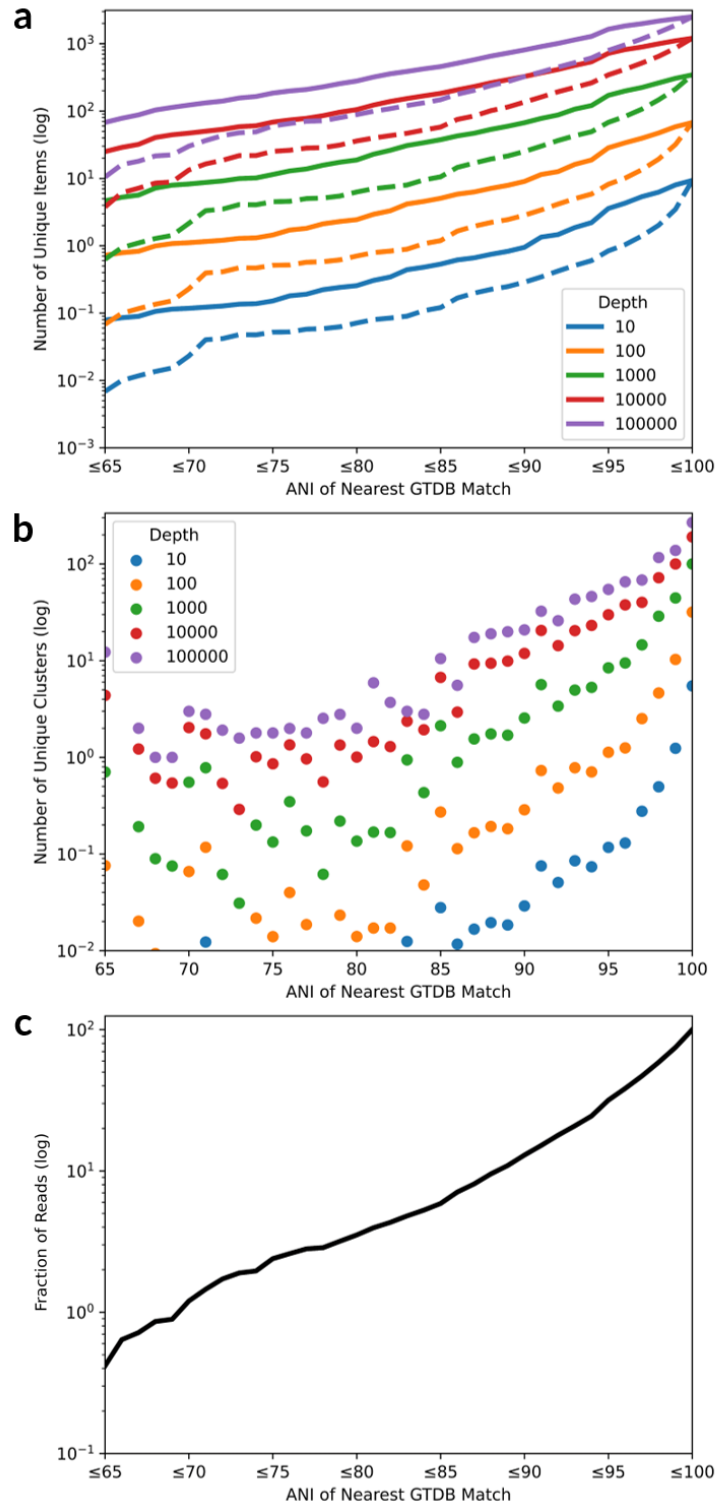 a
Number of Unique Items (log)
10³
10²
10¹
10⁰
10⁻¹
10⁻²
10⁻³
Depth
10
100
1000
10000
100000
≤65 ≤70 ≤75 ≤80 ≤85 ≤90 ≤95 ≤100
ANI of Nearest GTDB Match
b
Number of Unique Clusters (log)
Depth
10
100
1000
10000
100000
10²
10¹
10⁰
10⁻¹
10⁻²
65 70 75 80 85 90 95 100
ANI of Nearest GTDB Match
c
Fraction of Reads (log)
10²
10¹
10⁰
10⁻¹
≤65 ≤70 ≤75 ≤80 ≤85 ≤90 ≤95 ≤100
ANI of Nearest GTDB Match